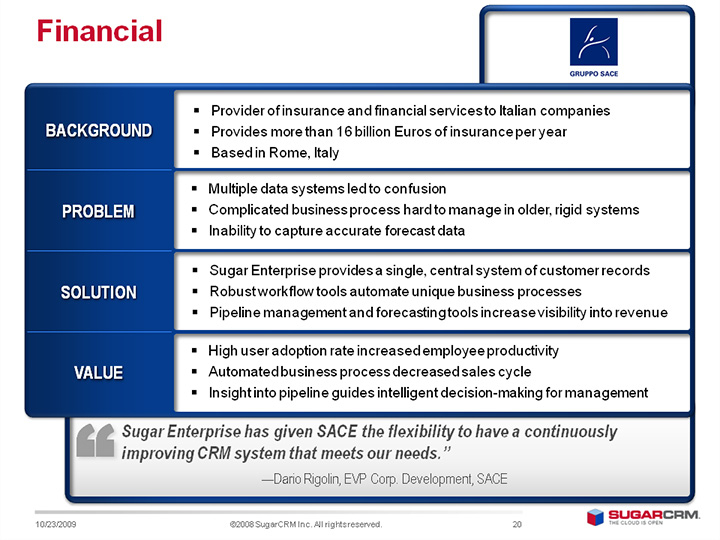 Financial
GRUPPO SACE
BACKGROUND
▪ Provider of insurance and financial services to Italian companies
▪ Provides more than 16 billion Euros of insurance per year
▪ Based in Rome, Italy
PROBLEM
▪ Multiple data systems led to confusion
▪ Complicated business process hard to manage in older, rigid systems
▪ Inability to capture accurate forecast data
SOLUTION
▪ Sugar Enterprise provides a single, central system of customer records
▪ Robust workflow tools automate unique business processes
▪ Pipeline management and forecasting tools increase visibility into revenue
VALUE
▪ High user adoption rate increased employee productivity
▪ Automated business process decreased sales cycle
▪ Insight into pipeline guides intelligent decision-making for management
“ Sugar Enterprise has given SACE the flexibility to have a continuously
improving CRM system that meets our needs.”
—Dario Rigolin, EVP Corp. Development, SACE
10/23/2009
©2008 SugarCRM Inc. All rights reserved.
20
SUGARCRM.
THE CLOUD IS OPEN